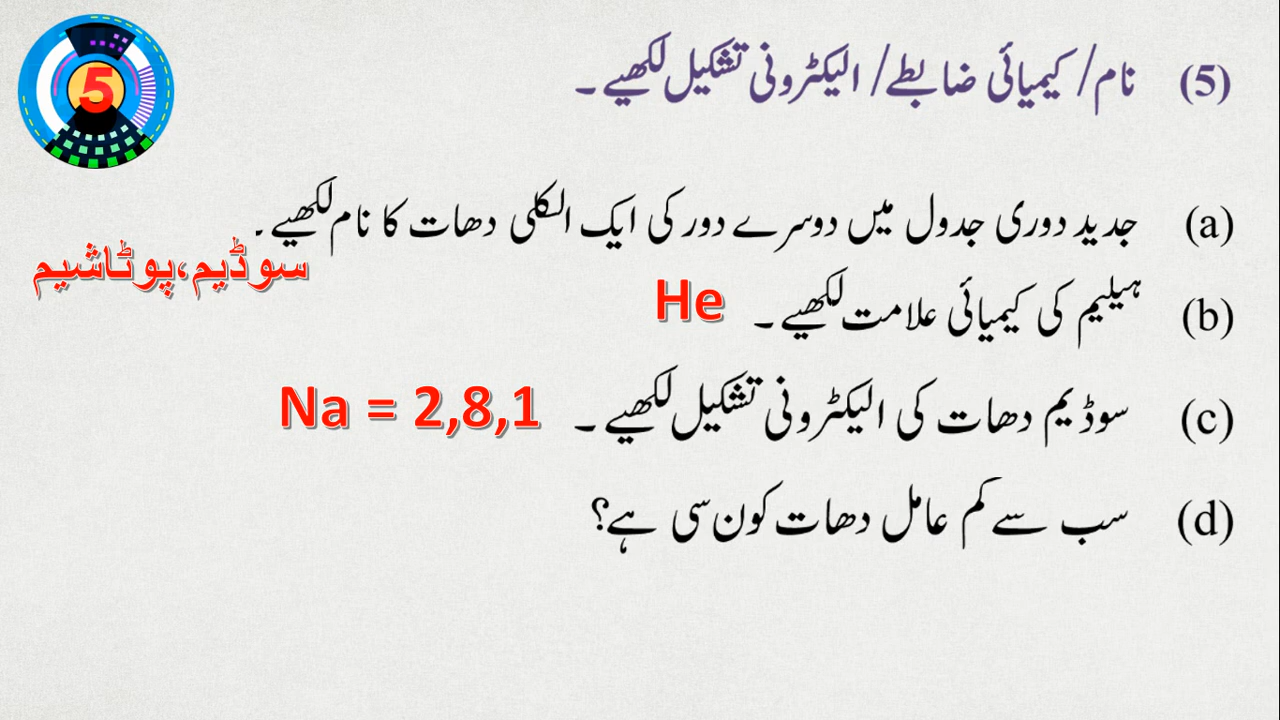 5
(5) نام/ کیمیائی ضابطے/ الیکٹرونی تشکیل لکھیے۔
(a) جدید دوری جدول میں دوسرے دور کی ایک الکلی دھات کا نام لکھیے۔
سوڈیم،پوٹاشیم
(b) ہیلیم کی کیمیائی علامت لکھیے۔ He
(c) سوڈیم دھات کی الیکٹرونی تشکیل لکھیے۔ Na = 2,8,1
(d) سب سے کم عامل دھات کون سی ہے؟